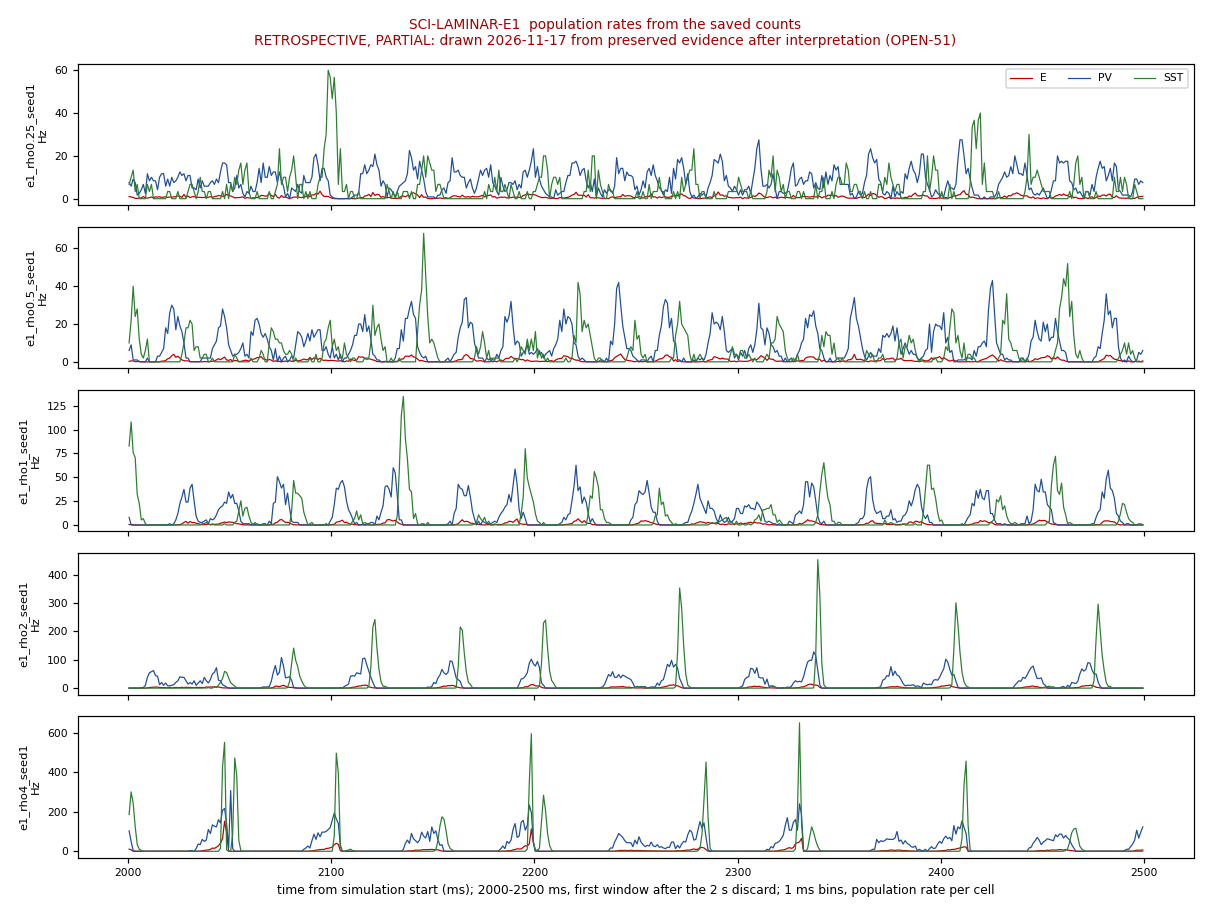 SCI-LAMINAR-E1  population rates from the saved counts
RETROSPECTIVE, PARTIAL: drawn 2026-11-17 from preserved evidence after interpretation (OPEN-51)
E PV SST
e1_rho0.25_seed1
Hz
60
40
20
0
e1_rho0.5_seed1
Hz
60
40
20
0
e1_rho1_seed1
Hz
125
100
75
50
25
0
e1_rho2_seed1
Hz
400
300
200
100
0
e1_rho4_seed1
Hz
600
400
200
0
2000 2100 2200 2300 2400 2500
time from simulation start (ms); 2000-2500 ms, first window after the 2 s discard; 1 ms bins, population rate per cell